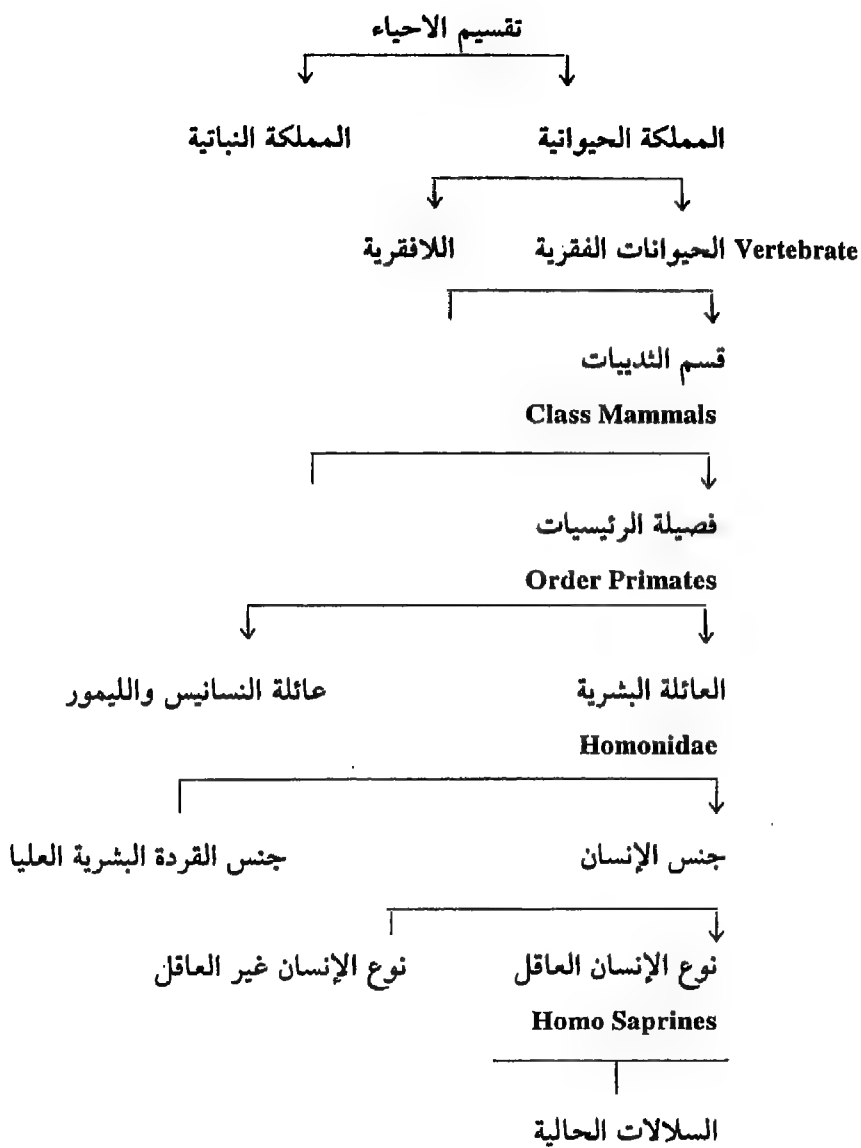 تقسيم الاحياء
المملكة الحيوانية المملكة النباتية
Vertebrate الحيوانات الفقرية اللافقرية
قسم الثدييات
Class Mammals
فصيلة الرئيسيات
Order Primates
العائلة البشرية عائلة النسانيس والليمور
Homonidae
جنس الإنسان جنس القردة البشرية العليا
نوع الإنسان العاقل نوع الإنسان غير العاقل
Homo Saprines
السلالات الحالية